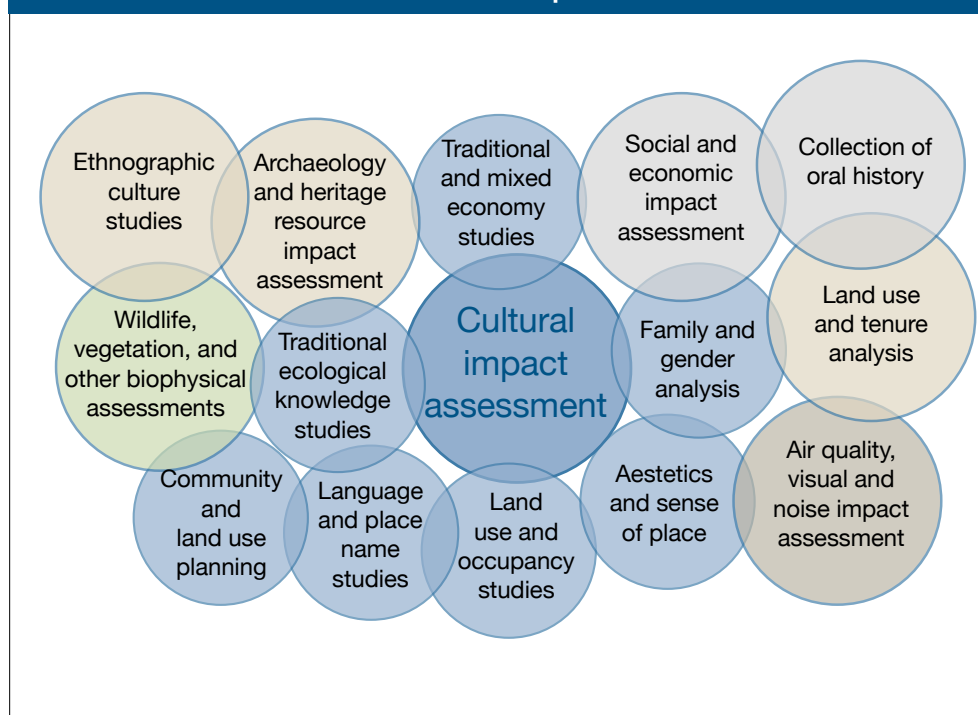 Ethnographic
culture
studies
Archaeology
and heritage
resource
impact
assessment
Traditional
and mixed
economy
studies
Social and
economic
impact
assessment
Collection of
oral history
Wildlife,
vegetation, and
other biophysical
assessments
Traditional
ecological
knowledge
studies
Cultural
impact
assessment
Family and
gender
analysis
Land use
and tenure
analysis
Community
and
land use
planning
Language
and place
name
studies
Land
use and
occupancy
studies
Aestetics
and sense
of place
Air quality,
visual and
noise impact
assessment